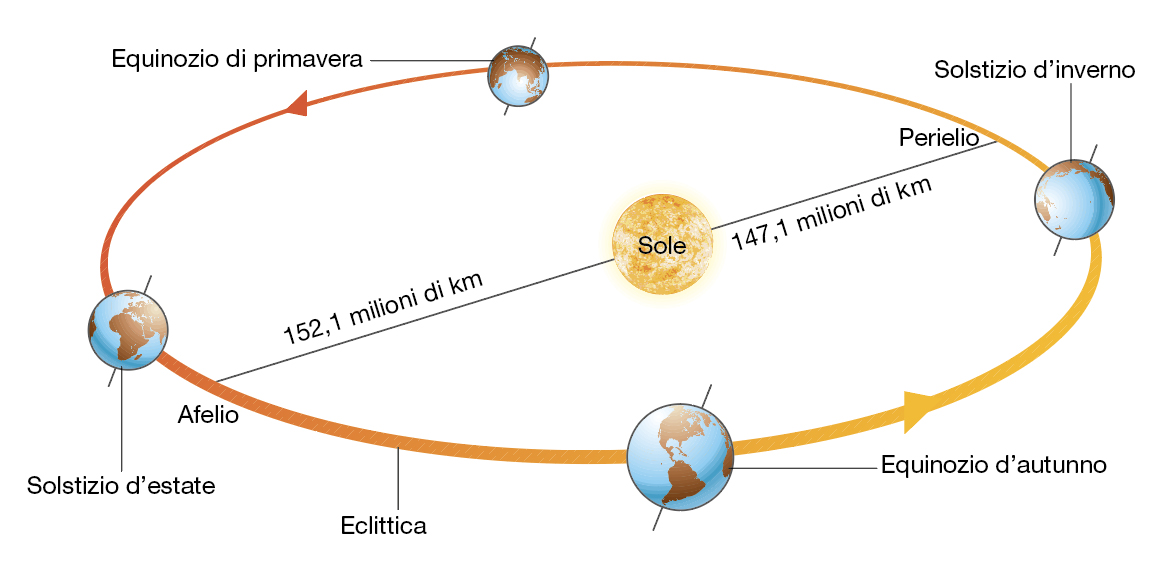 Equinozio di primavera
Solstizio d'inverno
Perielio
147,1 milioni di km
Sole
152,1 milioni di km
Afelio
Equinozio d'autunno
Solstizio d'estate
Eclittica